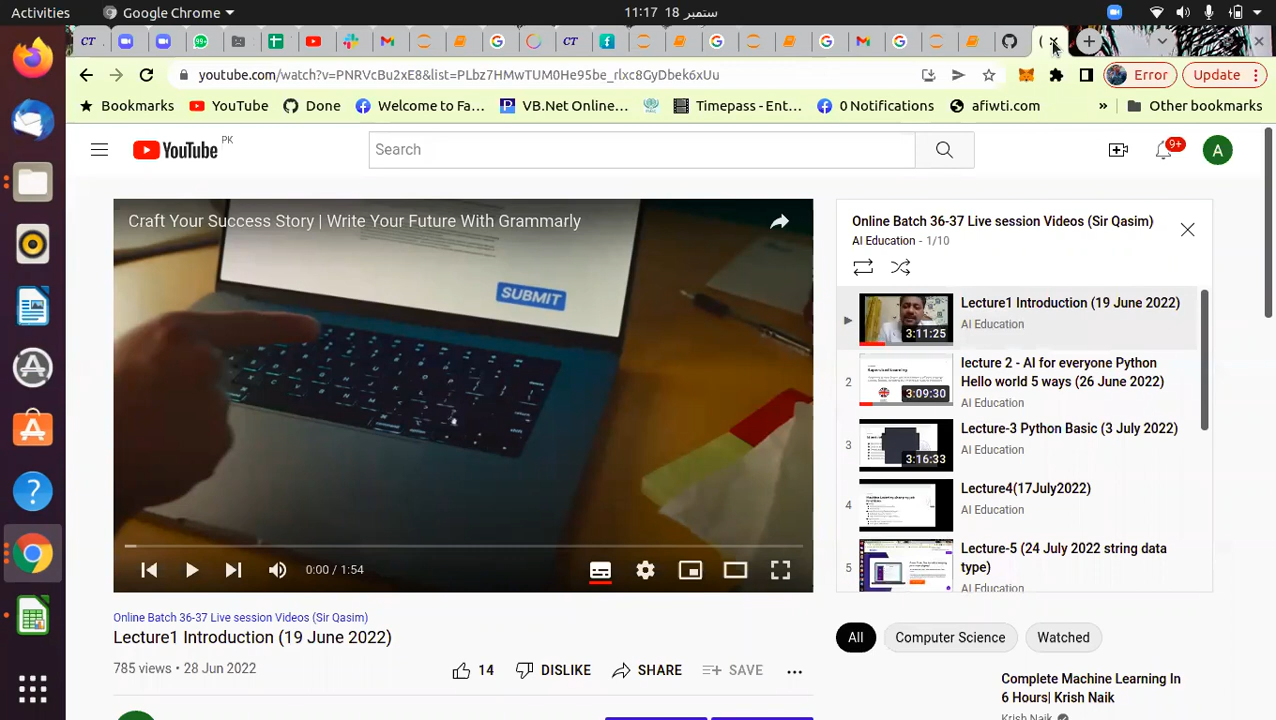 Activities
Google Chrome
11:17 18 ستمبر
youtube.com/watch?v=PNRVcBu2xE8&list=PLbz7HMwTUM0He95be_rlxc8GyDbek6xUu
Error
Update
Bookmarks
YouTube
Done
Welcome to Fa...
VB.Net Online...
Timepass - Ent...
0 Notifications
afiwti.com
»
Other bookmarks
YouTube PK
Search
9+
A
Craft Your Success Story | Write Your Future With Grammarly
SUBMIT
0:00 / 1:54
Online Batch 36-37 Live session Videos (Sir Qasim)
Lecture1 Introduction (19 June 2022)
785 views • 28 Jun 2022
14
DISLIKE
SHARE
SAVE
Online Batch 36-37 Live session Videos (Sir Qasim)
AI Education - 1/10
3:11:25
Lecture1 Introduction (19 June 2022)
AI Education
2
3:09:30
lecture 2 - AI for everyone Python
Hello world 5 ways (26 June 2022)
AI Education
3
3:16:33
Lecture-3 Python Basic (3 July 2022)
AI Education
4
Lecture4(17July2022)
AI Education
5
Lecture-5 (24 July 2022 string data
type)
All
Computer Science
Watched
Complete Machine Learning In
6 Hours| Krish Naik
Krish Naik